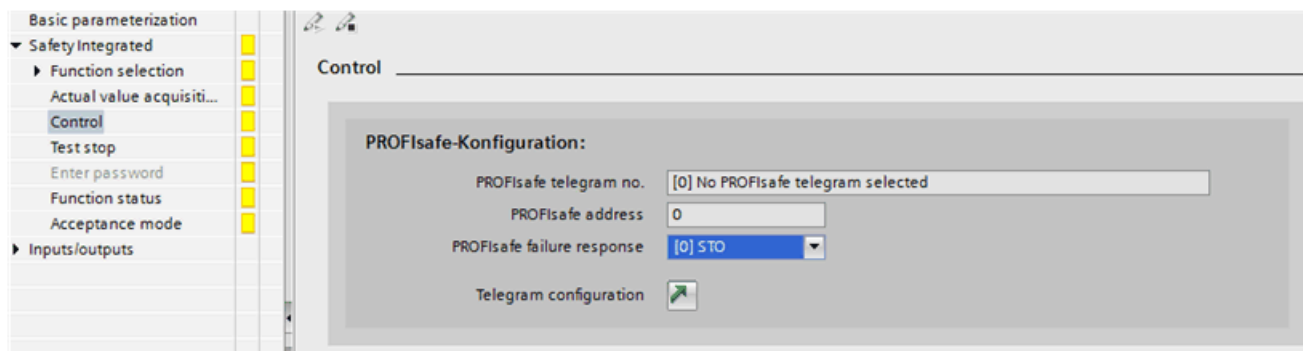 Basic parameterization
Safety Integrated
Function selection
Actual value acquisiti...
Control
Test stop
Enter password
Function status
Acceptance mode
Inputs/outputs
Control
PROFIsafe-Konfiguration:
PROFIsafe telegram no. [0] No PROFIsafe telegram selected
PROFIsafe address 0
PROFIsafe failure response [0] STO
Telegram configuration